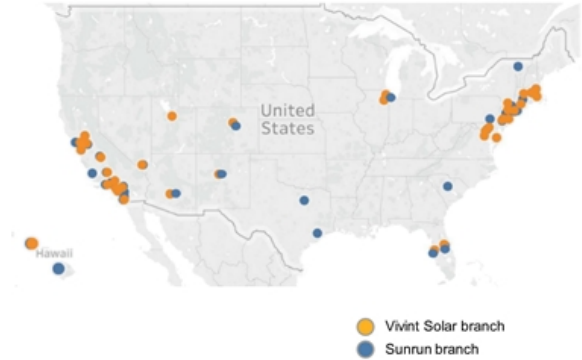 United
States
Hawaii
Vivint Solar branch
Sunrun branch